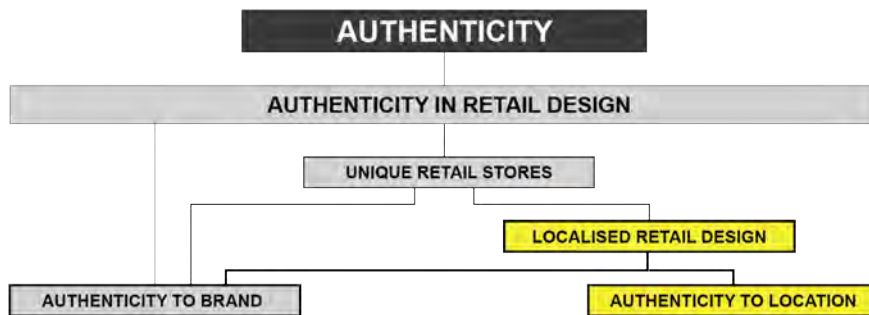 AUTHENTICITY
AUTHENTICITY IN RETAIL DESIGN
UNIQUE RETAIL STORES
LOCALISED RETAIL DESIGN
AUTHENTICITY TO BRAND
AUTHENTICITY TO LOCATION